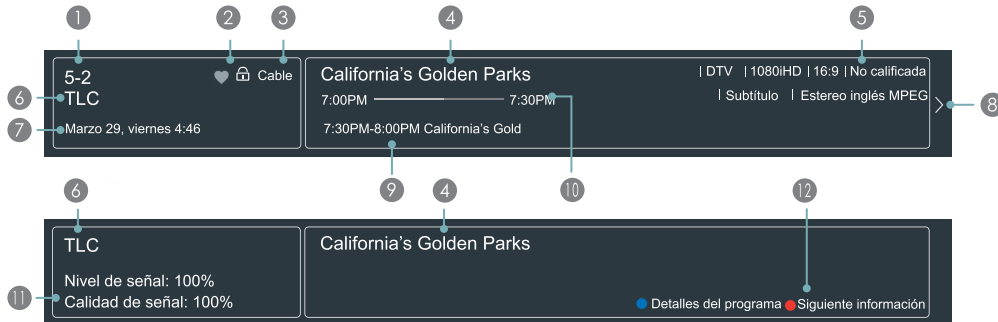 1 2 3 4 5
5-2 Cable
6 TLC
7 Marzo 29, viernes 4:46
California's Golden Parks
7:00PM 7:30PM
7:30PM-8:00PM California's Gold
| DTV | 1080iHD | 16:9 | No calificada
| Subtítulo | Estereo inglés MPEG
> 8
9 10
6 4 12
TLC
Nivel de señal: 100%
11 Calidad de señal: 100%
California's Golden Parks
Detalles del programa Siguiente información